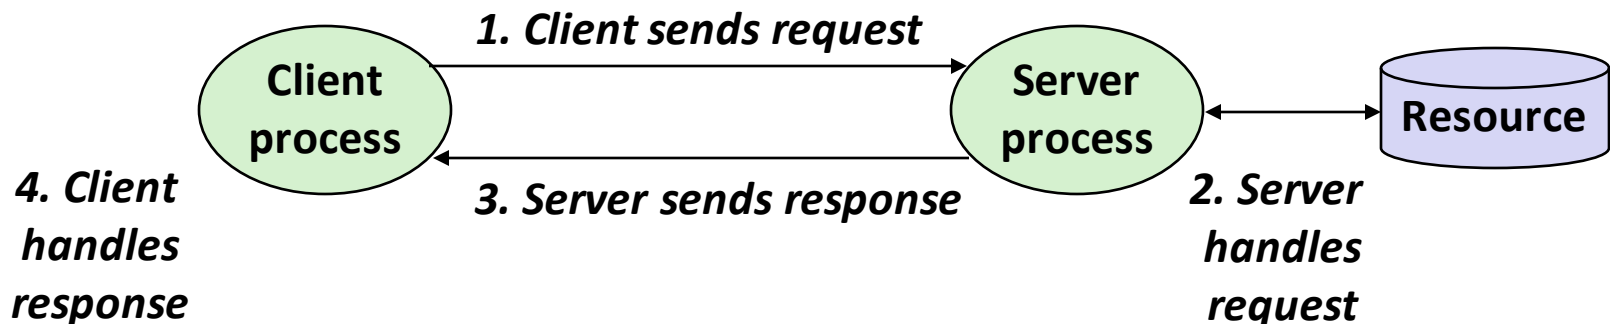 1. Client sends request
Client
process
Server
process
Resource
3. Server sends response
4. Client
handles
response
2. Server
handles
request